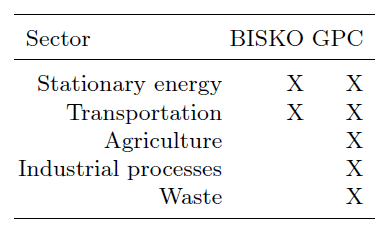 Sector BISKO GPC
Stationary energy X X
Transportation X X
Agriculture X
Industrial processes X
Waste X